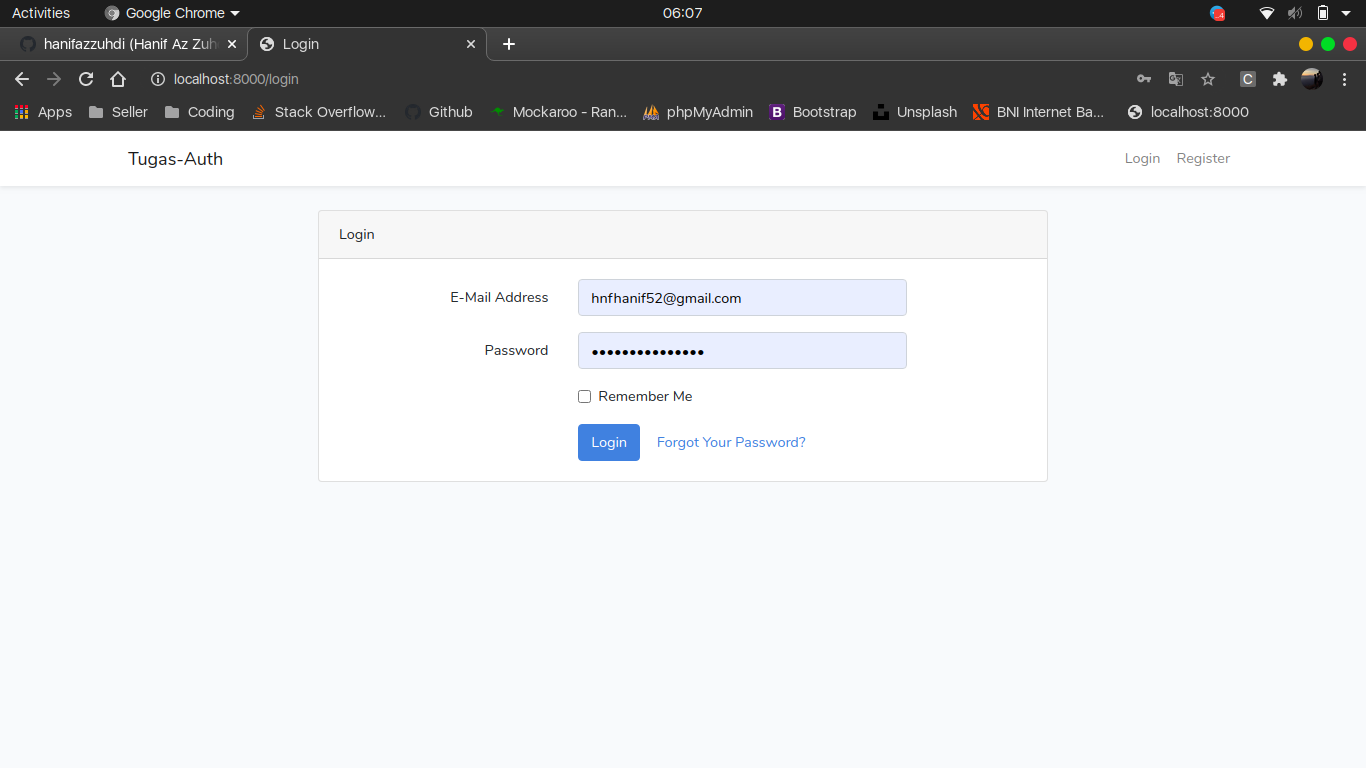 Activities Google Chrome 06:07
hanifazzuhdi (Hanif Az Zuh Login
localhost:8000/login
Apps Seller Coding Stack Overflow... Github Mockaroo - Ran... phpMyAdmin B Bootstrap Unsplash BNI Internet Ba... localhost:8000
Tugas-Auth Login Register
Login
E-Mail Address hnfhanif52@gmail.com
Password •••••••••••••••
Remember Me
Login Forgot Your Password?